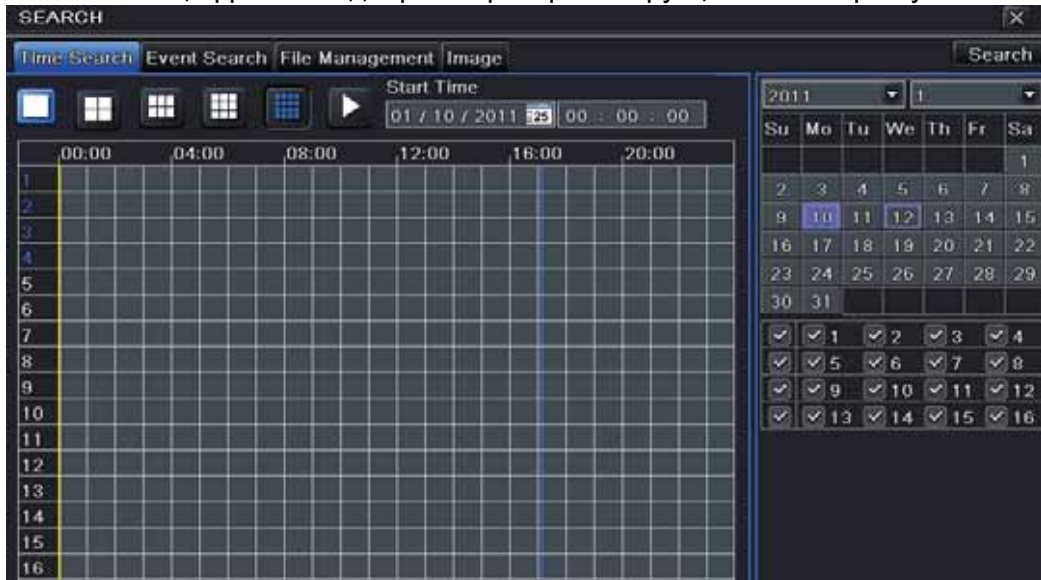 SEARCH
Time Search Event Search File Management Image Search
Start Time
01 / 10 / 2011 25 00 : 00 : 00
00:00 04:00 08:00 12:00 16:00 20:00
1
2
3
4
5
6
7
8
9
10
11
12
13
14
15
16
2011 1
Su Mo Tu We Th Fr Sa
1
2 3 4 5 6 7 8
9 10 11 12 13 14 15
16 17 18 19 20 21 22
23 24 25 26 27 28 29
30 31
1 2 3 4
5 6 7 8
9 10 11 12
13 14 15 16